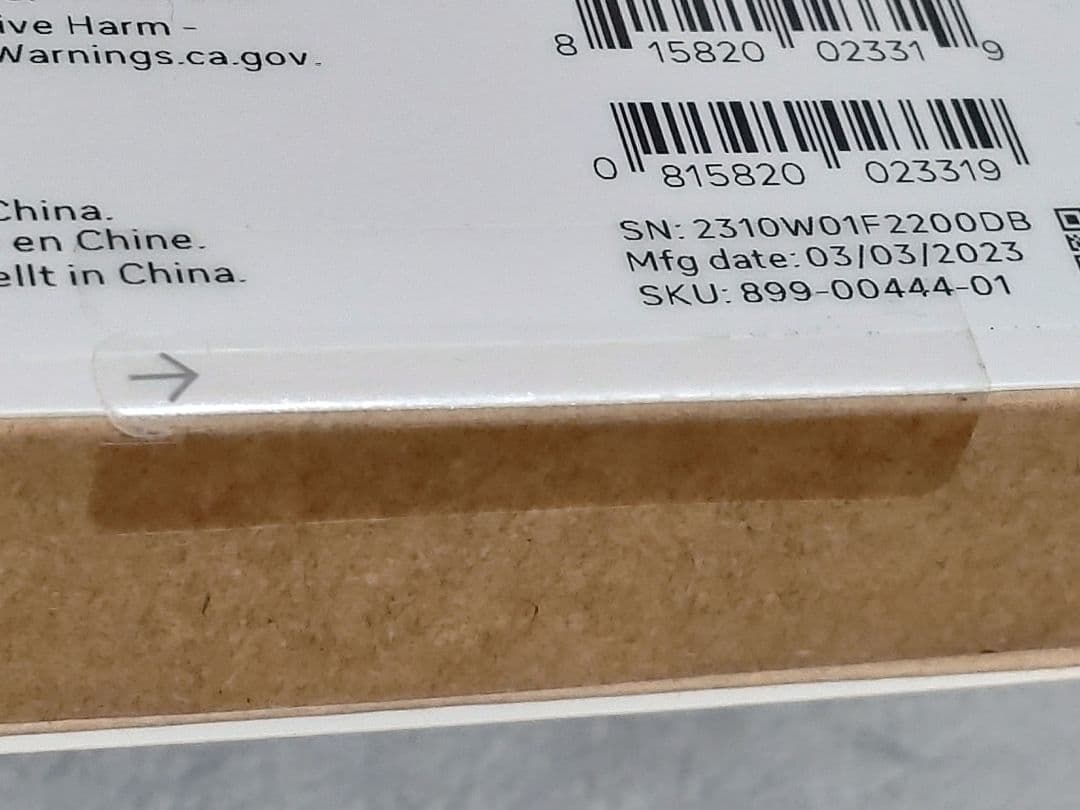 ive Harm -
Warnings.ca.gov.
8 15820 02331 9
0 815820 023319
China.
en Chine.
ellt in China.
SN: 2310W01F2200DB
Mfg date: 03/03/2023
SKU: 899-00444-01
→